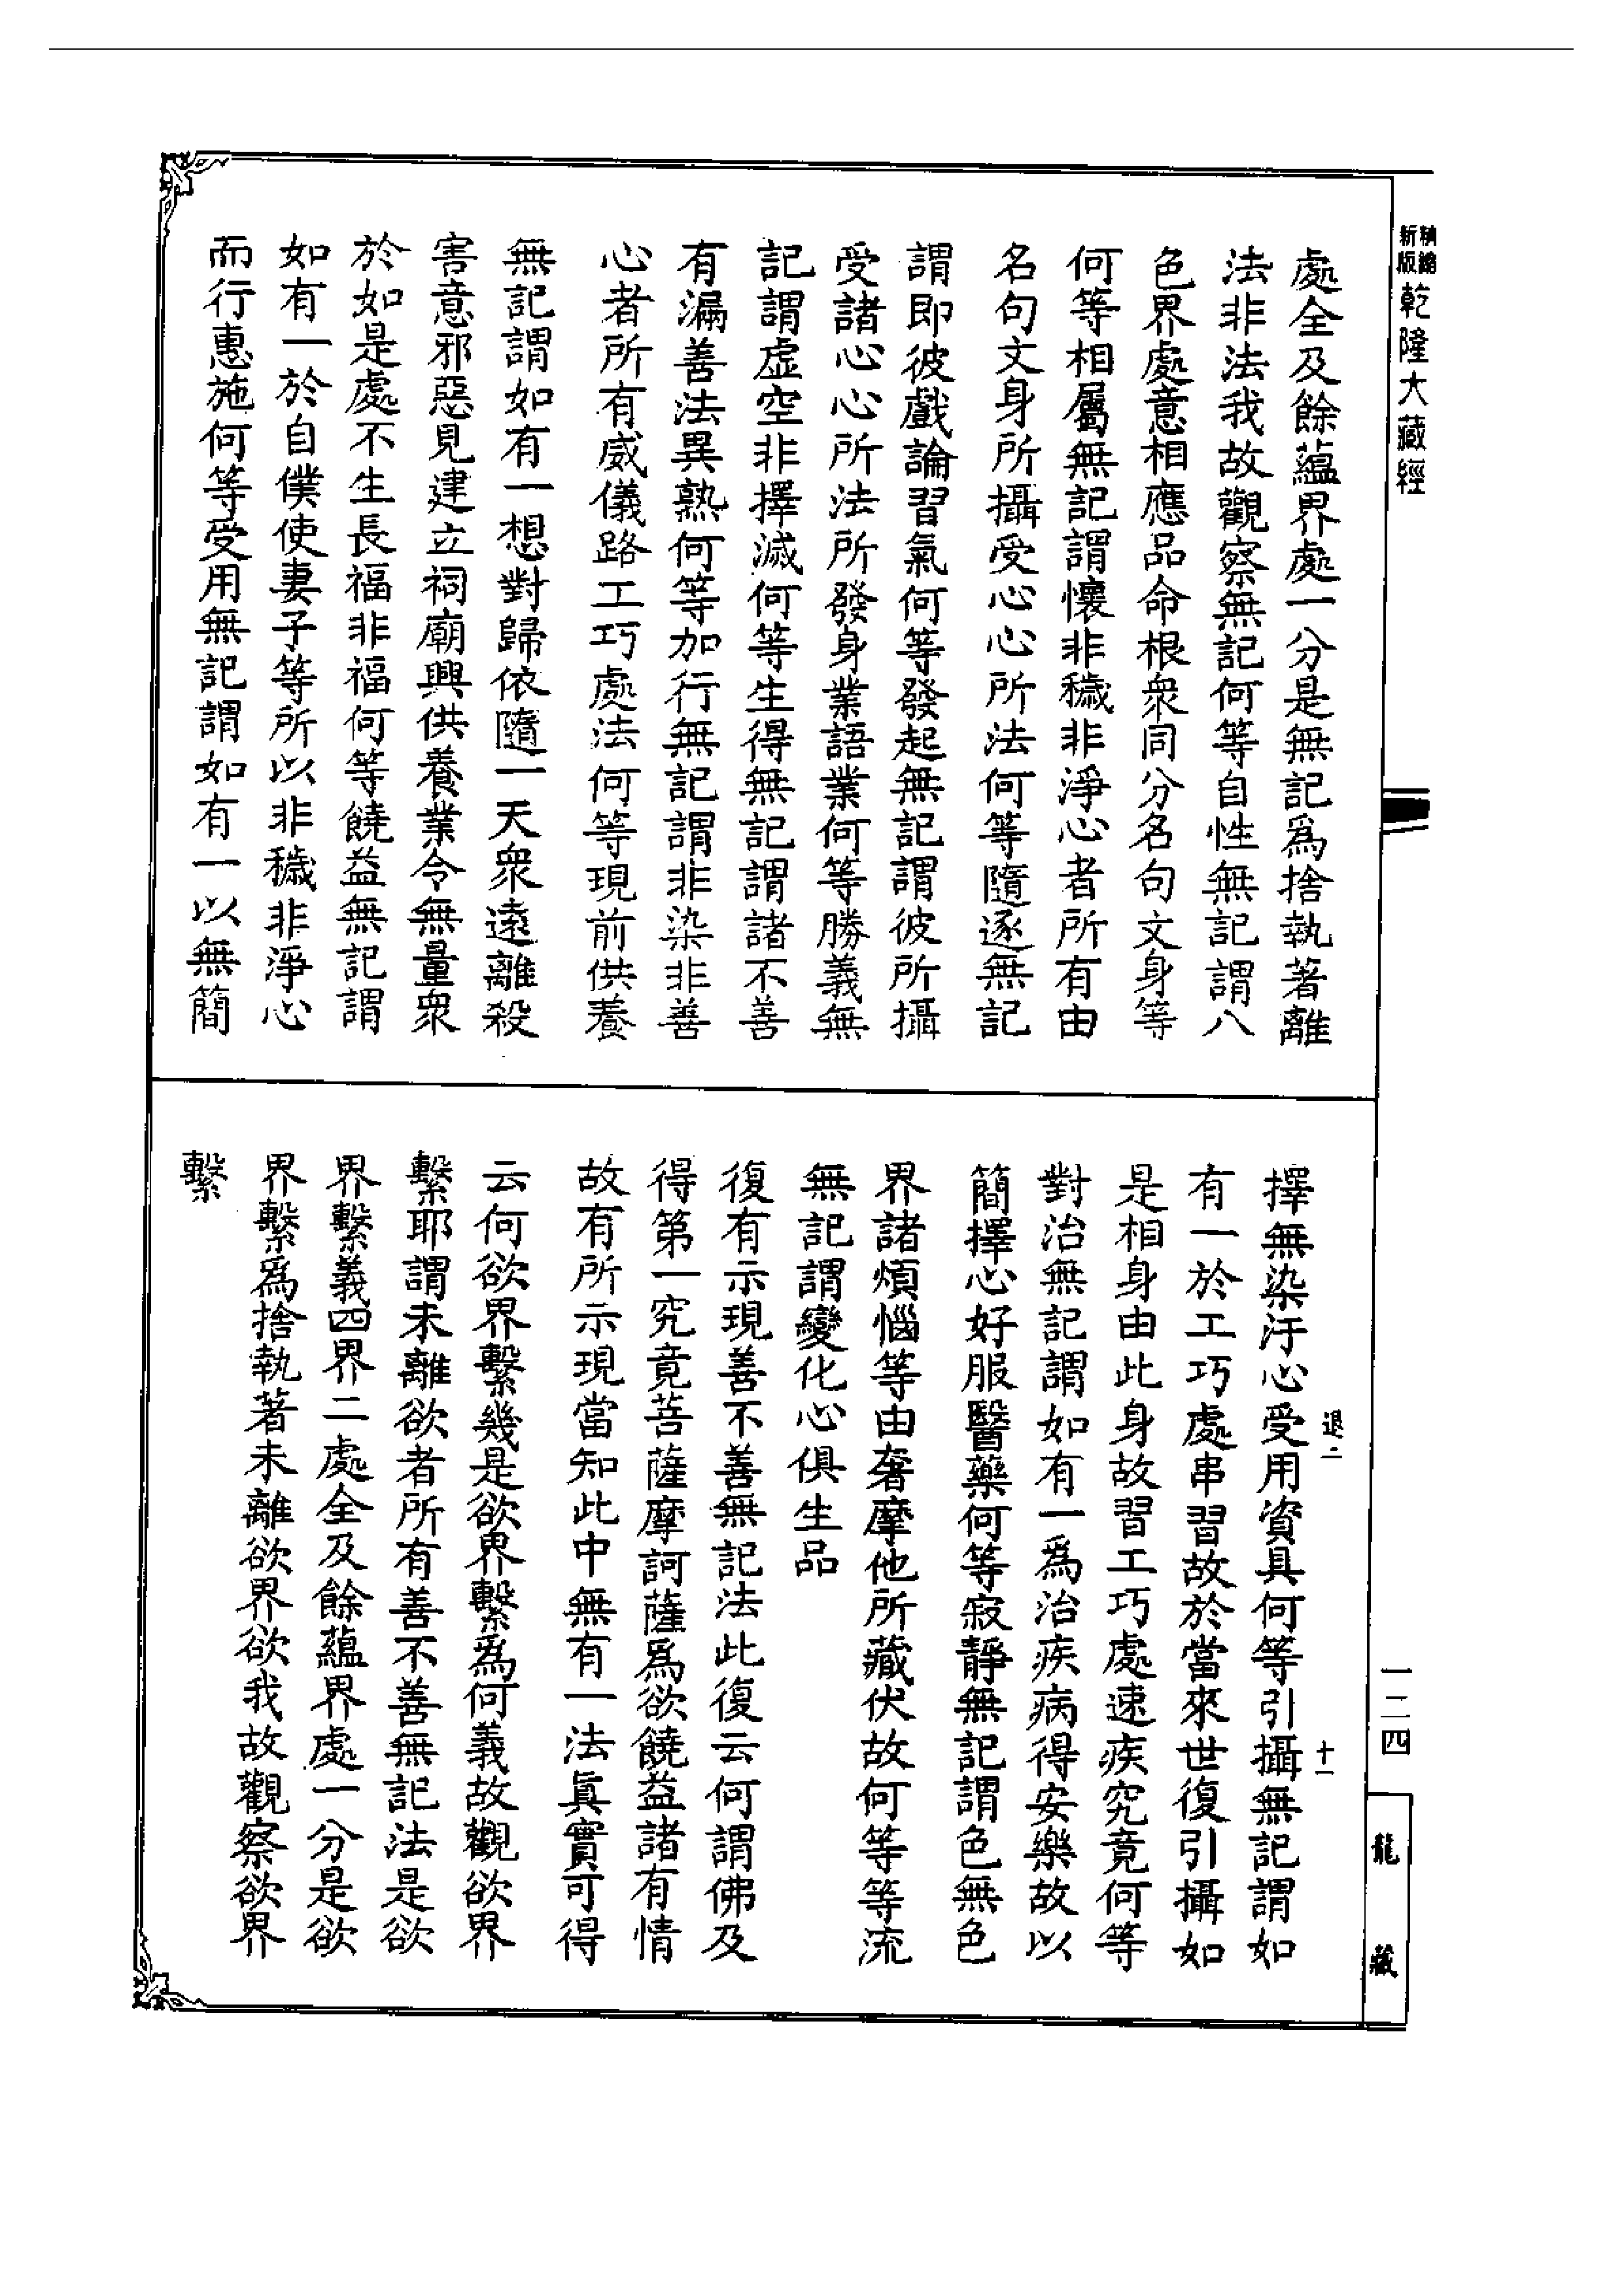 新版精縮乾隆大藏經
處全及餘蘊界處一分是無記爲捨執著離
法非法我故觀察無記何等自性無記謂八
色界處意相應品命根衆同分名句文身等
何等相屬無記謂懷非穢非淨心者所有由
名句文身所攝受心心所法何等隨逐無記
謂即彼戲論習氣何等發起無記謂彼所攝
受諸心心所法所發身業語業何等勝義無
記謂虛空非擇滅何等生得無記謂諸不善
有漏善法異熟何等加行無記謂非染非善
心者所有威儀路工巧處法何等現前供養
無記謂如有一想對歸依隨一天衆遠離殺
害意邪惡見建立祠廟興供養業令無量衆
於如是處不生長福非福何等饒益無記謂
如有一於自僕使妻子等所以非穢非淨心
而行惠施何等受用無記謂如有一以無簡
擇無染汙心受用資具何等引攝無記謂如
有一於工巧處串習故於當來世復引攝如
是相身由此身故習工巧處速疾究竟何等
對治無記謂如有一爲治疾病得安樂故以
簡擇心好服醫藥何等寂靜無記謂色無色
界諸煩惱等由奢摩他所藏伏故何等等流
無記謂變化心俱生品
復有示現善不善無記法此復云何謂佛及
得第一究竟菩薩摩訶薩爲欲饒益諸有情
故有所示現當知此中無有一法眞實可得
云何欲界繫幾是欲界繫爲何義故觀欲界
繫耶謂未離欲者所有善不善無記法是欲
界繫義四界二處全及餘蘊界處一分是欲
界繫爲捨執著未離欲界欲我故觀察欲界
繫
退二
十一
一二四
龍藏